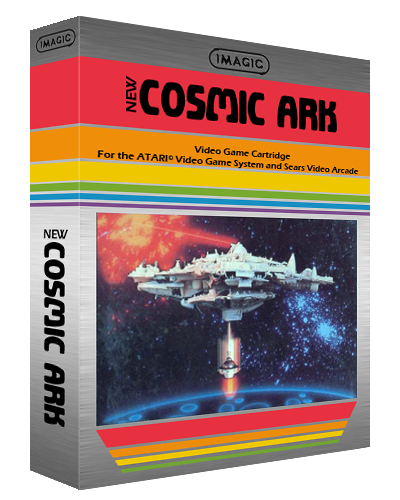 IMAGIC
NEW
COSMIC ARK
Video Game Cartridge
For the ATARI® Video Game System and Sears Video Arcade
IMAGIC
NEW
COSMIC ARK